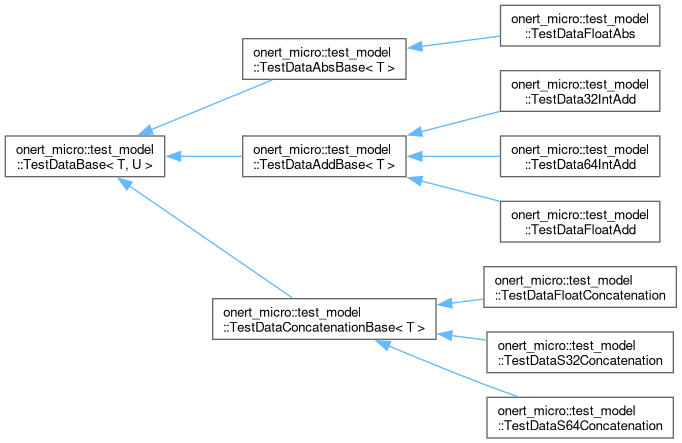 onert_micro::test_model
::TestDataBase< T, U >
onert_micro::test_model
::TestDataAbsBase< T >
onert_micro::test_model
::TestDataFloatAbs
onert_micro::test_model
::TestDataAddBase< T >
onert_micro::test_model
::TestData32IntAdd
onert_micro::test_model
::TestData64IntAdd
onert_micro::test_model
::TestDataFloatAdd
onert_micro::test_model
::TestDataConcatenationBase< T >
onert_micro::test_model
::TestDataFloatConcatenation
onert_micro::test_model
::TestDataS32Concatenation
onert_micro::test_model
::TestDataS64Concatenation